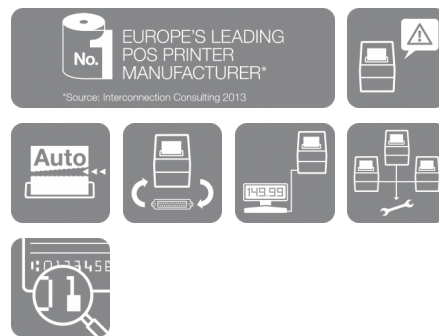 No.1
EUROPE'S LEADING
POS PRINTER
MANUFACTURER*
*Source: Interconnection Consulting 2013
Auto
149.99